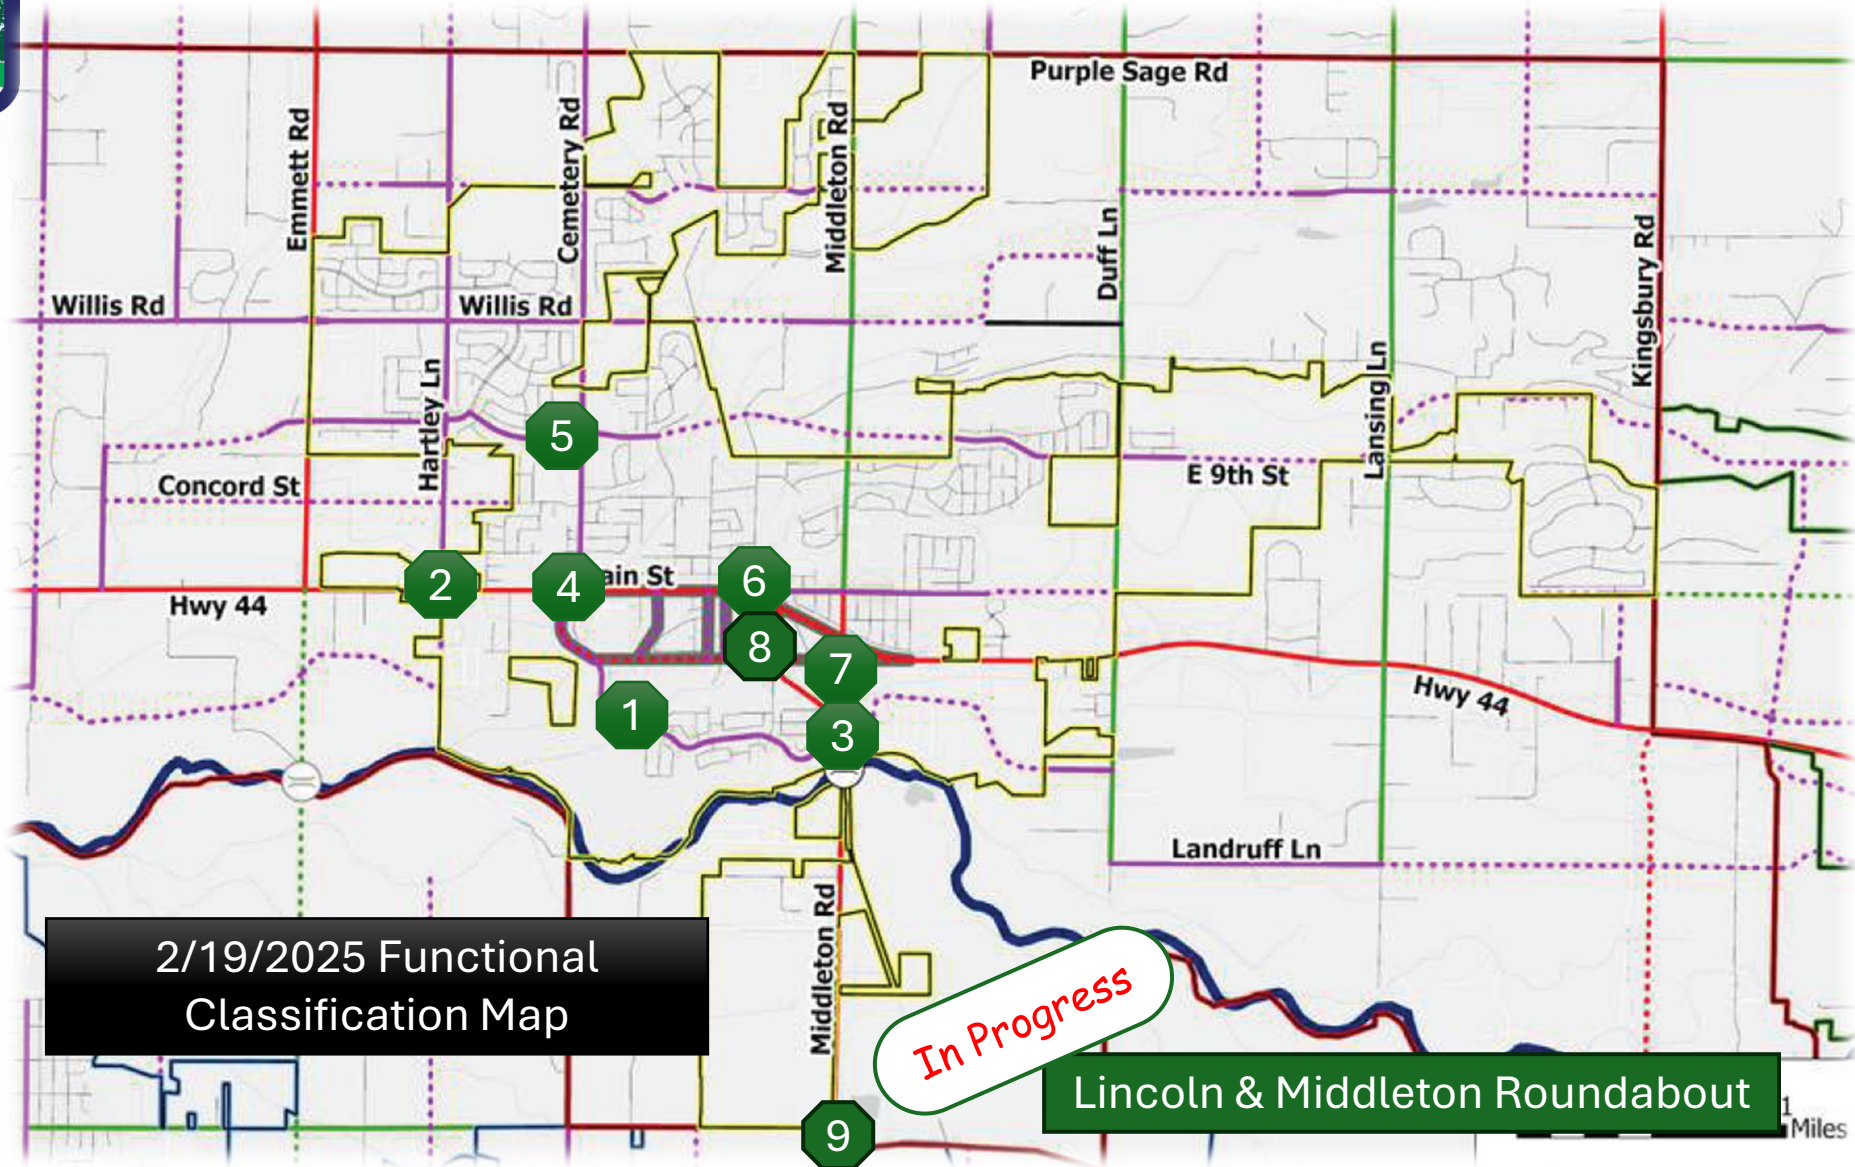 Purple Sage Rd
Emmett Rd
Cemetery Rd
Middleton Rd
Duff Ln
Kingsbury Rd
Willis Rd
Willis Rd
Hartley Ln
Lansing Ln
5
Concord St
E 9th St
2
4
ain St
6
Hwy 44
8
7
1
3
Hwy 44
Landruff Ln
Middleton Rd
2/19/2025 Functional
Classification Map
In Progress
Lincoln & Middleton Roundabout
1
Miles
9